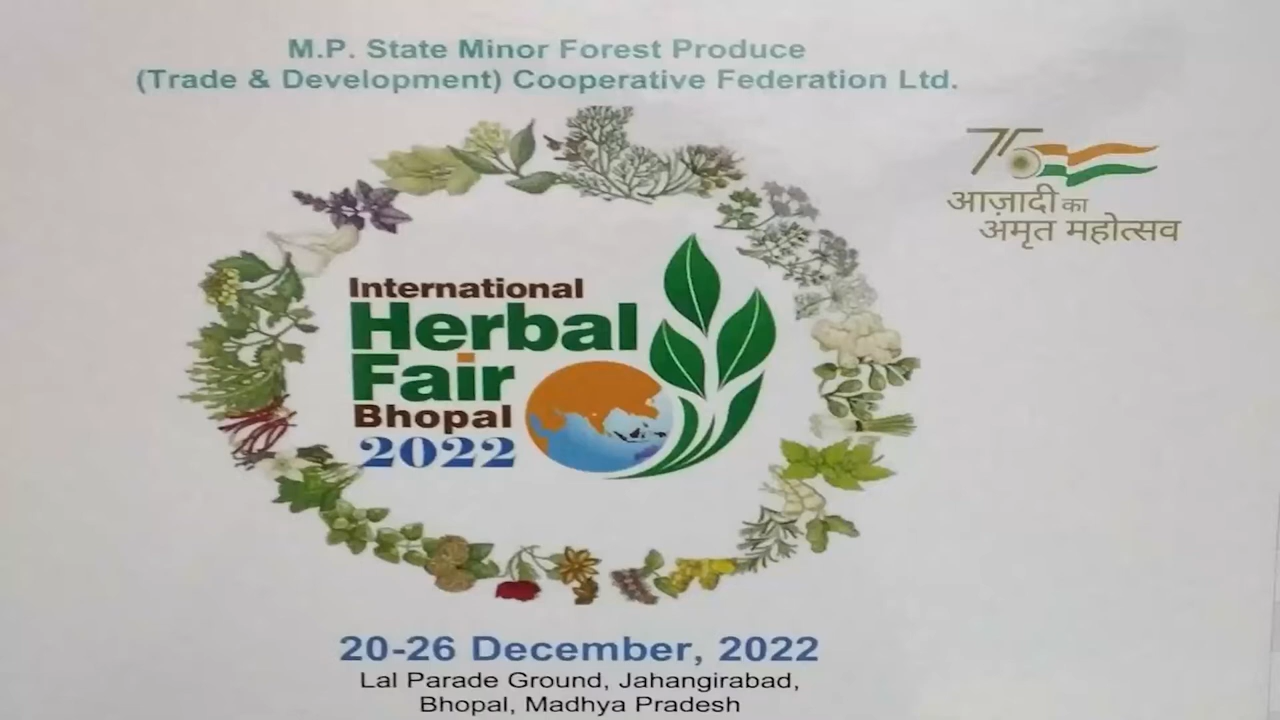 M.P. State Minor Forest Produce
(Trade & Development) Cooperative Federation Ltd.
75
आज़ादी का
अमृत महोत्सव
International
Herbal
Fair
Bhopal
2022
20-26 December, 2022
Lal Parade Ground, Jahangirabad,
Bhopal, Madhya Pradesh